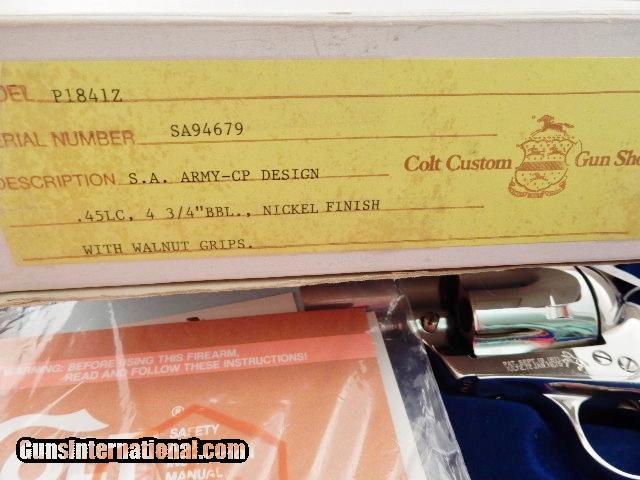 DEL P1841Z
ERIAL NUMBER SA94679
DESCRIPTION S.A. ARMY-CP DESIGN
Colt Custom Gun Sho
.45LC, 4 3/4"BBL., NICKEL FINISH
WITH WALNUT GRIPS.
WARNING: BEFORE USING THIS FIREARM,
READ AND FOLLOW THESE INSTRUCTIONS!
Colt
SAFETY
MANUAL
GunsInternational.com